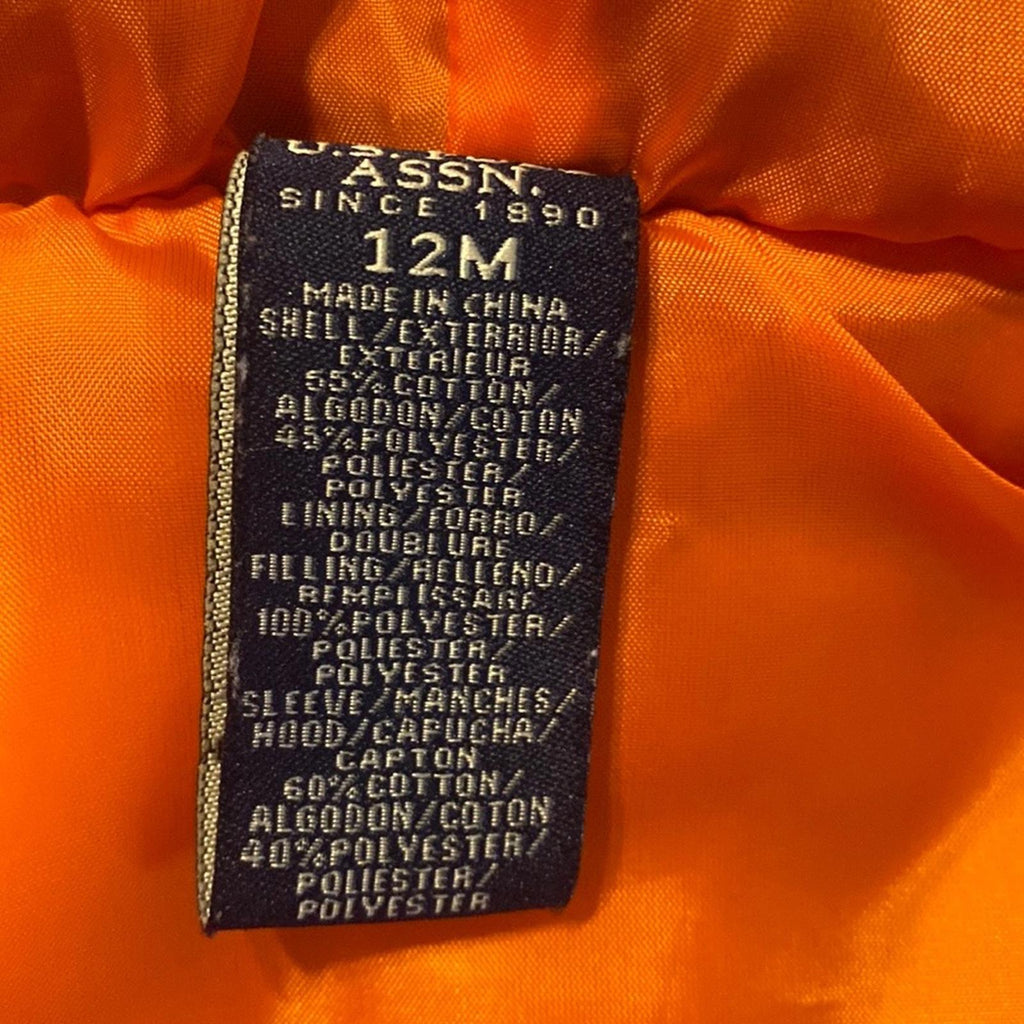 U.S.
ASSN.
SINCE 1890
12M
MADE IN CHINA
SHELL/EXTERRIOR/
EXTERIEUR
55% COTTON/
ALGODON/COTON
45%POLYESTER/
POLIESTER/
POLYESTER
LINING/FORRO/
DOUBLURE
FILLING/RELLENO/
REMPLISSAGE
100%POLYESTER/
POLIESTER/
POLYESTER
SLEEVE/MANCHES/
HOOD/CAPUCHA/
CAPTON
60%COTTON/
ALGODON/COTON
40%POLYESTER/
POLIESTER/
POLYESTER